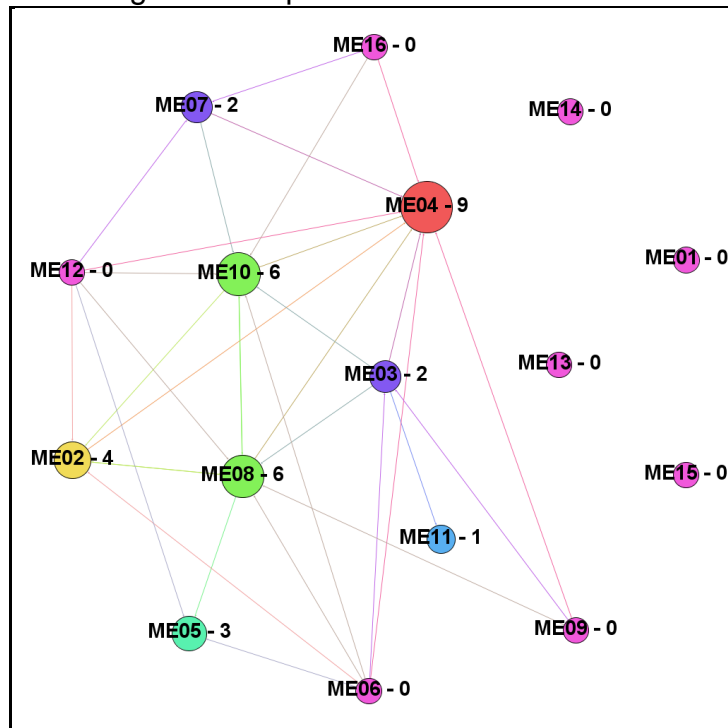 ME16 - 0
ME07 - 2
ME14 - 0
ME04 - 9
ME01 - 0
ME12 - 0
ME10 - 6
ME13 - 0
ME03 - 2
ME02 - 4
ME08 - 6
ME15 - 0
ME11 - 1
ME05 - 3
ME09 - 0
ME06 - 0